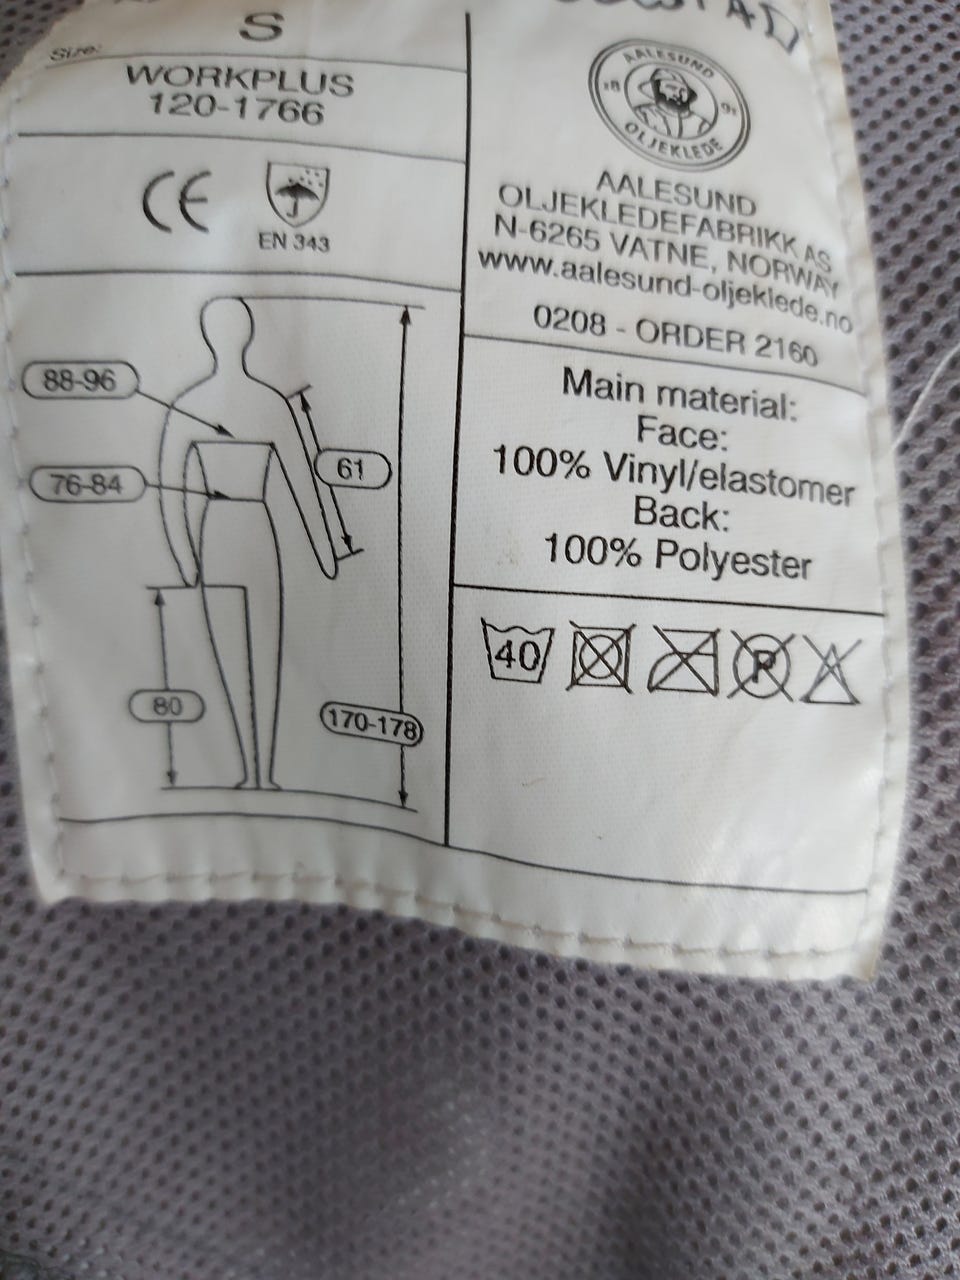 Size:
S
WORKPLUS
120-1766
CE
EN 343
88-96
76-84
61
80
170-178
AALESUND
18 91
OLJEKLEDE
AALESUND
OLJEKLEDEFABRIKK AS
N-6265 VATNE, NORWAY
www.aalesund-oljeklede.no
0208 - ORDER 2160
Main material:
Face:
100% Vinyl/elastomer
Back:
100% Polyester
40
P